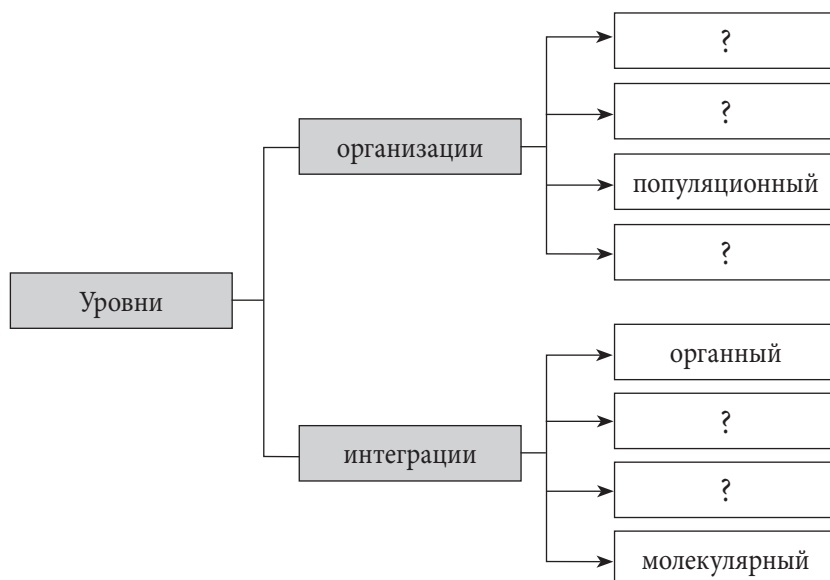 ?
?
организации
популяционный
?
Уровни
органный
?
интеграции
?
молекулярный